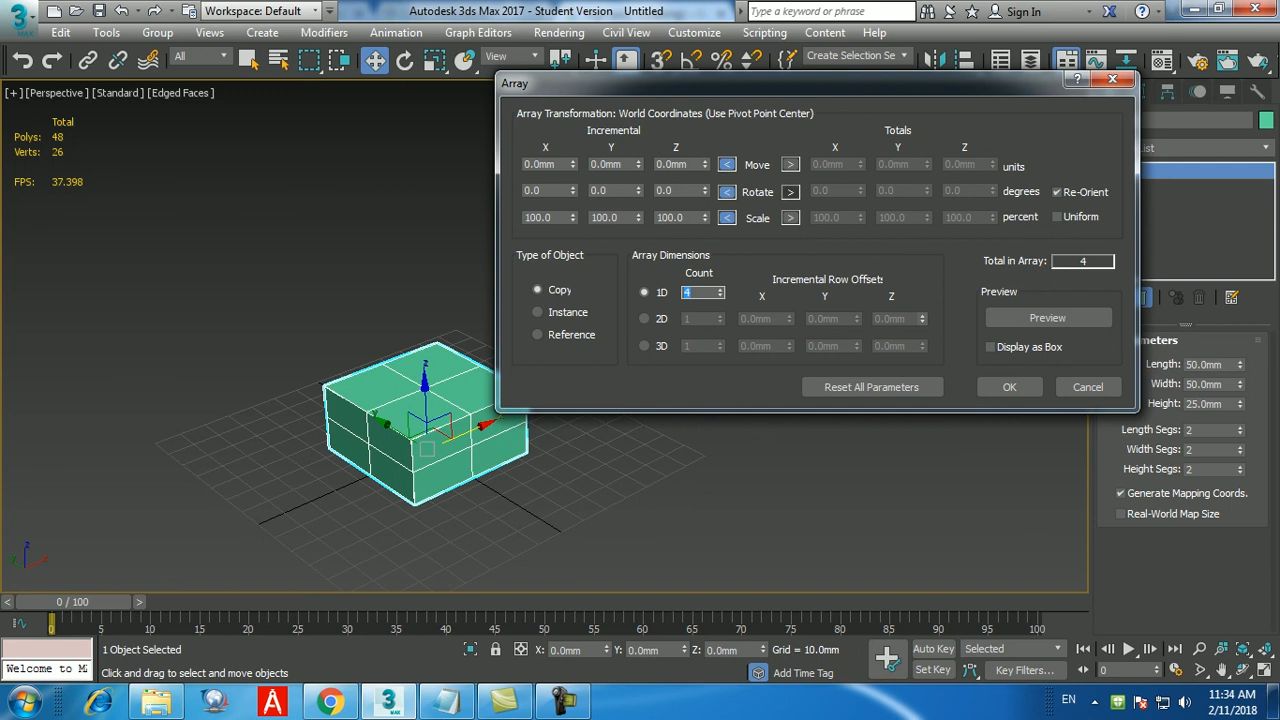 Workspace: Default
Autodesk 3ds Max 2017 - Student Version    Untitled
Type a keyword or phrase
Sign In
MAX
Edit Tools Group Views Create Modifiers Animation Graph Editors Rendering Civil View Customize Scripting Content Help
All
View
Create Selection Se
[+] [Perspective] [Standard] [Edged Faces]
Total
Polys: 48
Verts: 26
FPS: 37.398
Array
Array Transformation: World Coordinates (Use Pivot Point Center)
Incremental Totals
X Y Z X Y Z
0.0mm 0.0mm 0.0mm < Move > 0.0mm 0.0mm 0.0mm units
0.0 0.0 0.0 < Rotate > 0.0 0.0 0.0 degrees Re-Orient
100.0 100.0 100.0 < Scale > 100.0 100.0 100.0 percent Uniform
Type of Object
Copy
Instance
Reference
Array Dimensions
Count
Incremental Row Offsets
X Y Z
1D 4
2D 1 0.0mm 0.0mm 0.0mm
3D 1 0.0mm 0.0mm 0.0mm
Total in Array: 4
Preview
Preview
Display as Box
Reset All Parameters OK Cancel
List
Length: 50.0mm
Width: 50.0mm
Height: 25.0mm
Length Segs: 2
Width Segs: 2
Height Segs: 2
Generate Mapping Coords.
Real-World Map Size
z
z
< 0 / 100 >
0 5 10 15 20 25 30 35 40 45 50 55 60 65 70 75 80 85 90 95 100
1 Object Selected
X: 0.0mm Y: 0.0mm Z: 0.0mm Grid = 10.0mm
Auto Key Selected
Welcome to M
Click and drag to select and move objects
Add Time Tag
Set Key Key Filters...
0
EN
11:34 AM
2/11/2018